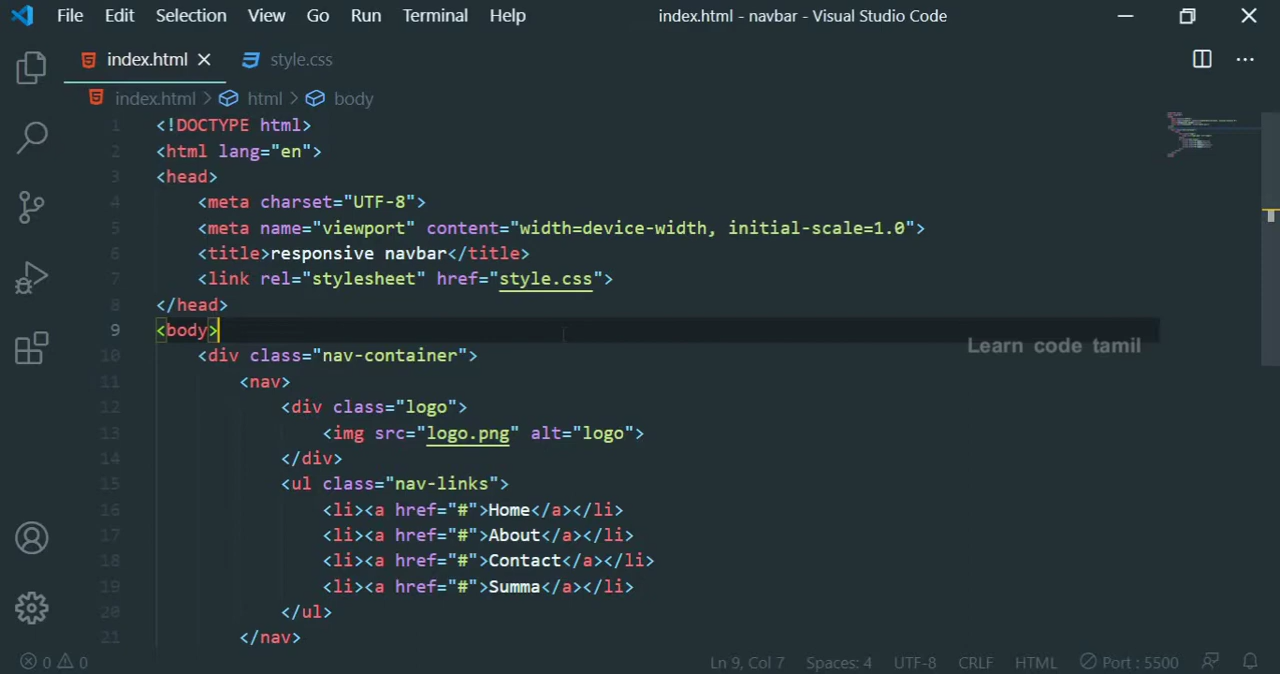 File Edit Selection View Go Run Terminal Help index.html - navbar - Visual Studio Code
index.html style.css
index.html > html > body
1 <!DOCTYPE html>
2 <html lang="en">
3 <head>
4 <meta charset="UTF-8">
5 <meta name="viewport" content="width=device-width, initial-scale=1.0">
6 <title>responsive navbar</title>
7 <link rel="stylesheet" href="style.css">
8 </head>
9 <body>
Learn code tamil
10 <div class="nav-container">
11 <nav>
12 <div class="logo">
13 <img src="logo.png" alt="logo">
14 </div>
15 <ul class="nav-links">
16 <li><a href="#">Home</a></li>
17 <li><a href="#">About</a></li>
18 <li><a href="#">Contact</a></li>
19 <li><a href="#">Summa</a></li>
20 </ul>
21 </nav>
0 0 Ln 9, Col 7 Spaces: 4 UTF-8 CRLF HTML Port : 5500